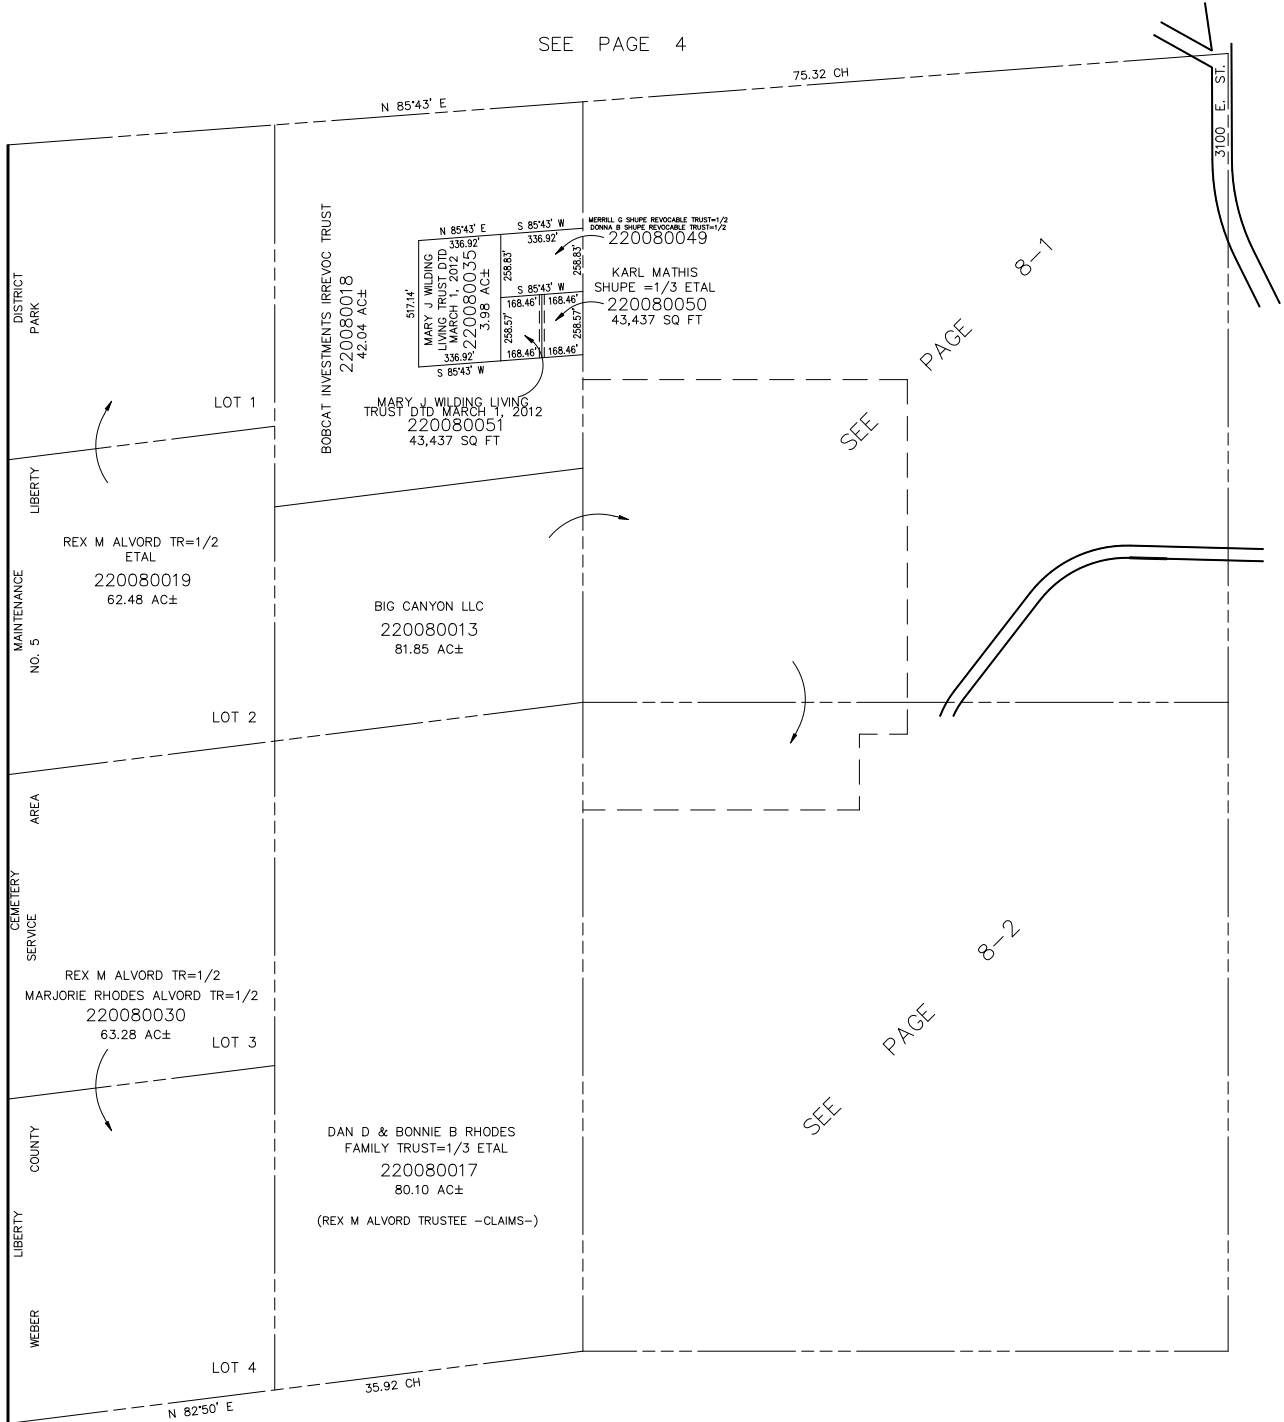 SEE PAGE 4
75.32 CH
N 85°43' E
3100 E. ST.
DISTRICT
PARK
BOBCAT INVESTMENTS IRREVOC TRUST
220080018
42.04 AC±
N 85°43' E
336.92'
517.14'
MARY J WILDING
LIVING TRUST DTD
MARCH 1, 2012
220080035
3.98 AC±
336.92'
S 85°43' W
S 85°43' W
336.92'
258.83'
258.83'
S 85°43' W
168.46'
168.46'
258.57'
258.57'
168.46'
168.46'
MERRILL G SHUPE REVOCABLE TRUST=1/2
DONNA B SHUPE REVOCABLE TRUST=1/2
220080049
KARL MATHIS
SHUPE =1/3 ETAL
220080050
43,437 SQ FT
MARY J WILDING LIVING
TRUST DTD MARCH 1, 2012
220080051
43,437 SQ FT
SEE PAGE 8-1
LOT 1
LIBERTY
REX M ALVORD TR=1/2
ETAL
220080019
62.48 AC±
MAINTENANCE
NO. 5
BIG CANYON LLC
220080013
81.85 AC±
LOT 2
AREA
CEMETERY
SERVICE
REX M ALVORD TR=1/2
MARJORIE RHODES ALVORD TR=1/2
220080030
63.28 AC±
LOT 3
SEE PAGE 8-2
COUNTY
DAN D & BONNIE B RHODES
FAMILY TRUST=1/3 ETAL
220080017
80.10 AC±
(REX M ALVORD TRUSTEE -CLAIMS-)
LIBERTY
WEBER
LOT 4
35.92 CH
N 82°50' E